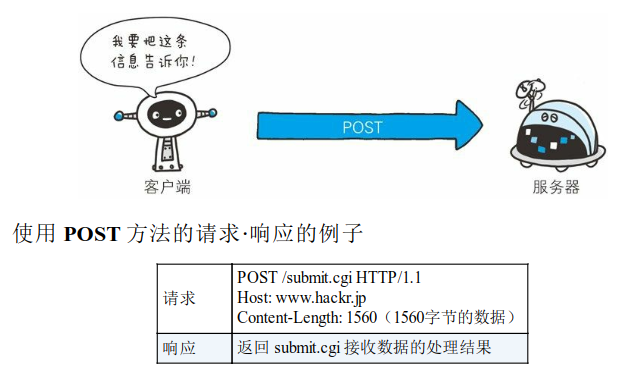 我要把这条
信息告诉你！
POST
客户端
服务器
使用 POST 方法的请求·响应的例子
请求
POST /submit.cgi HTTP/1.1
Host: www.hackr.jp
Content-Length: 1560（1560字节的数据）
响应
返回 submit.cgi 接收数据的处理结果